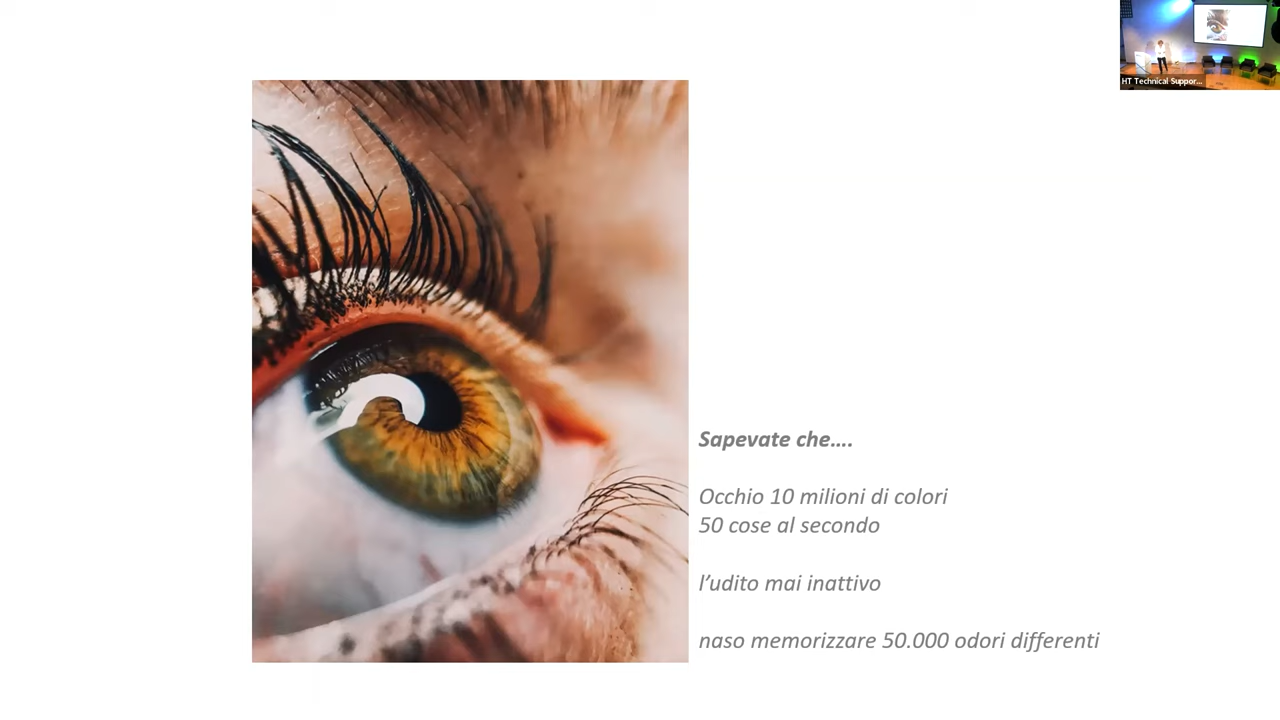 HT Technical Suppor...
Sapevate che....
Occhio 10 milioni di colori
50 cose al secondo
l’udito mai inattivo
naso memorizzare 50.000 odori differenti